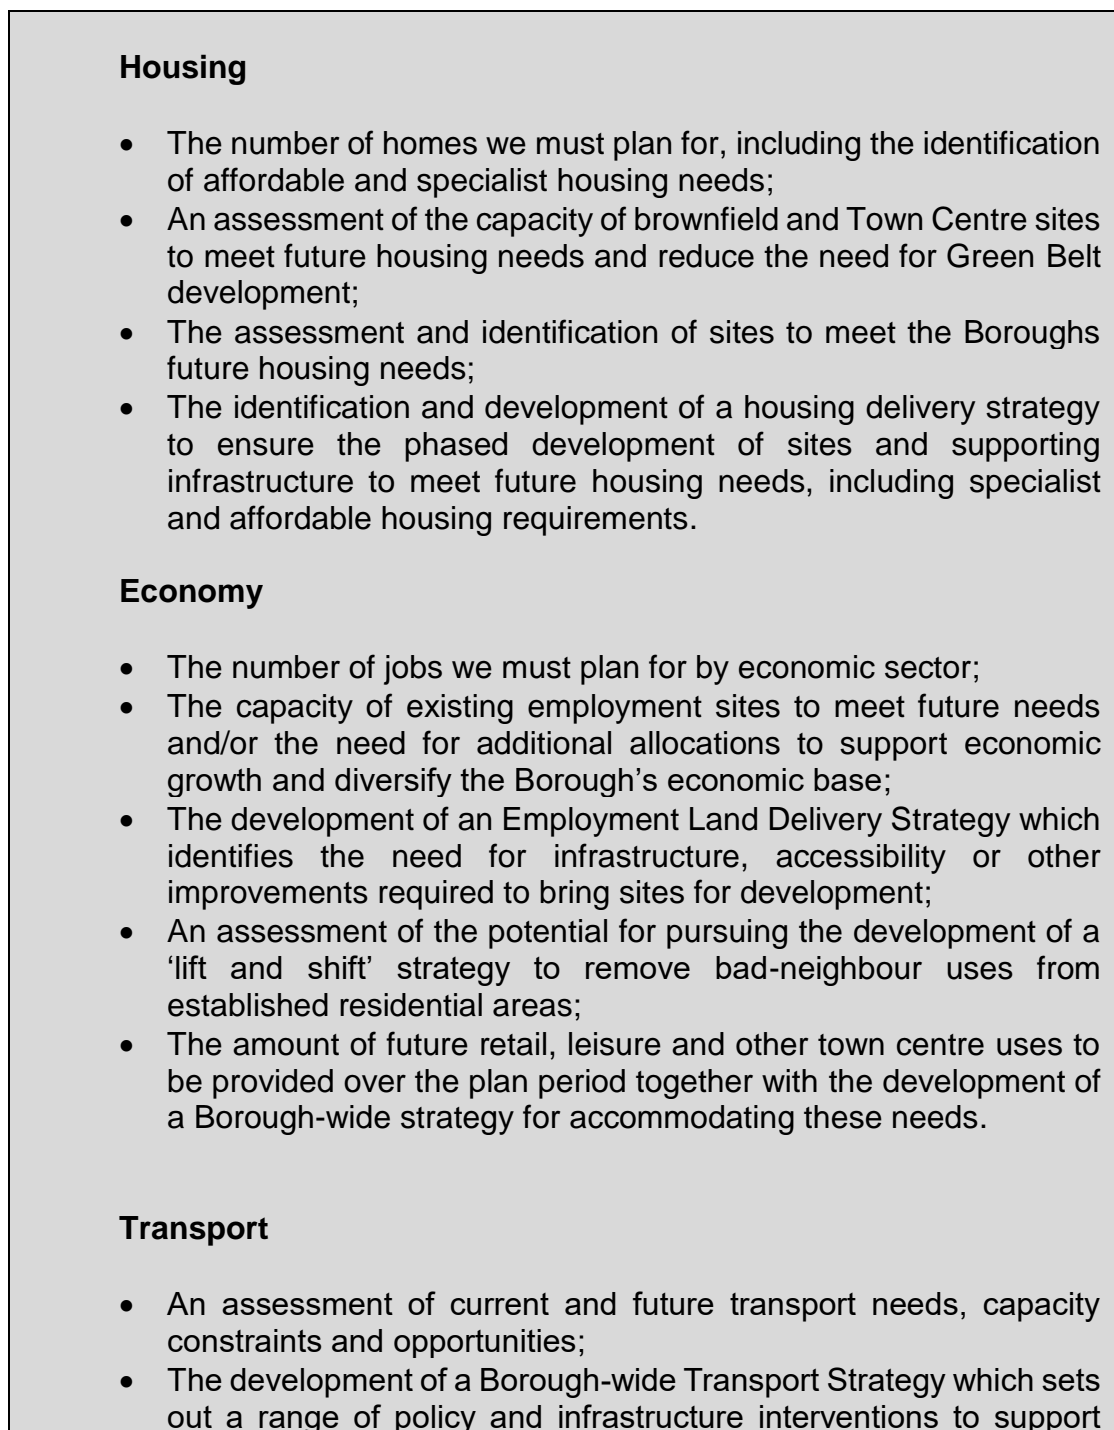 Housing
• The number of homes we must plan for, including the identification
of affordable and specialist housing needs;
• An assessment of the capacity of brownfield and Town Centre sites
to meet future housing needs and reduce the need for Green Belt
development;
• The assessment and identification of sites to meet the Boroughs
future housing needs;
• The identification and development of a housing delivery strategy
to ensure the phased development of sites and supporting
infrastructure to meet future housing needs, including specialist
and affordable housing requirements.
Economy
• The number of jobs we must plan for by economic sector;
• The capacity of existing employment sites to meet future needs
and/or the need for additional allocations to support economic
growth and diversify the Borough’s economic base;
• The development of an Employment Land Delivery Strategy which
identifies the need for infrastructure, accessibility or other
improvements required to bring sites for development;
• An assessment of the potential for pursuing the development of a
‘lift and shift’ strategy to remove bad-neighbour uses from
established residential areas;
• The amount of future retail, leisure and other town centre uses to
be provided over the plan period together with the development of
a Borough-wide strategy for accommodating these needs.
Transport
• An assessment of current and future transport needs, capacity
constraints and opportunities;
• The development of a Borough-wide Transport Strategy which sets
out a range of policy and infrastructure interventions to support